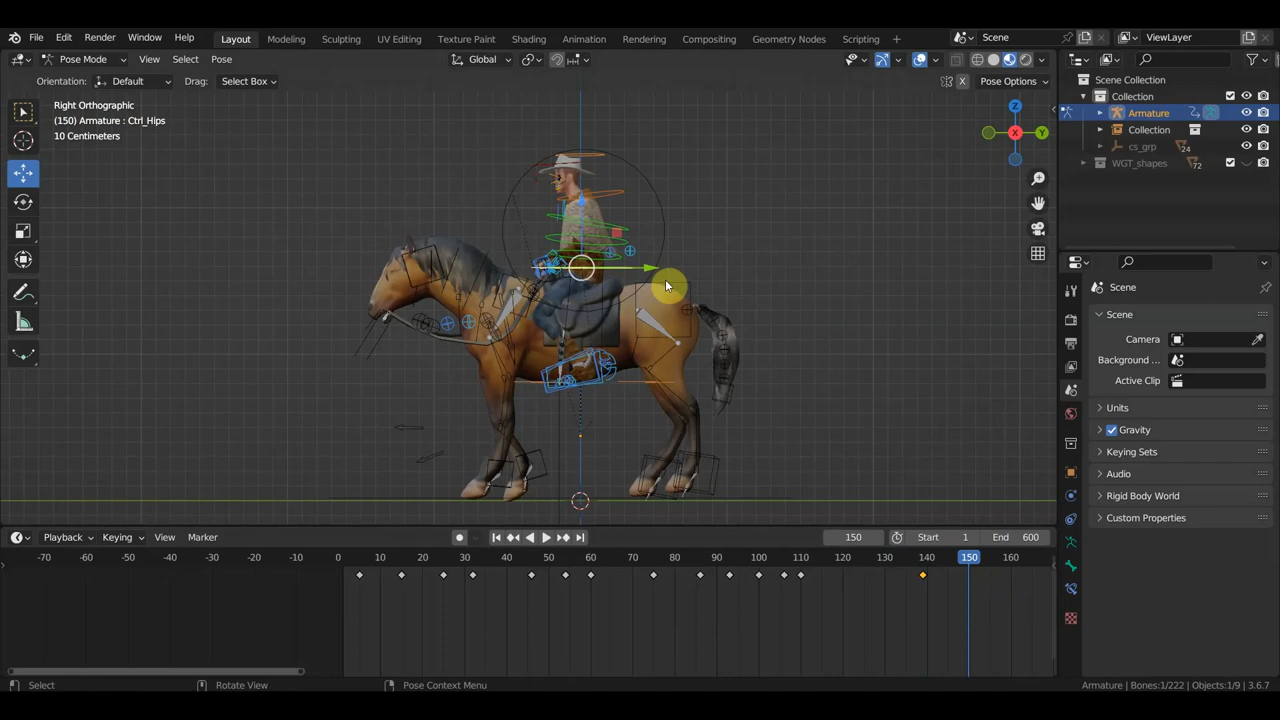 File Edit Render Window Help Layout Modeling Sculpting UV Editing Texture Paint Shading Animation Rendering Compositing Geometry Nodes Scripting + Scene ViewLayer
Pose Mode View Select Pose Global
Orientation: Default Drag: Select Box X Pose Options
Scene Collection
Collection
Armature
Collection
cs_grp 24
WGT_shapes 72
Right Orthographic
(150) Armature : Ctrl_Hips
10 Centimeters
Z
X
Y
Scene
Scene
Camera
Background ...
Active Clip
Units
Gravity
Keying Sets
Audio
Rigid Body World
Custom Properties
Playback Keying View Marker 150 Start 1 End 600
-70 -60 -50 -40 -30 -20 -10 0 10 20 30 40 50 60 70 80 90 100 110 120 130 140 150 160
Select Rotate View Pose Context Menu Armature | Bones:1/222 | Objects:1/9 | 3.6.7